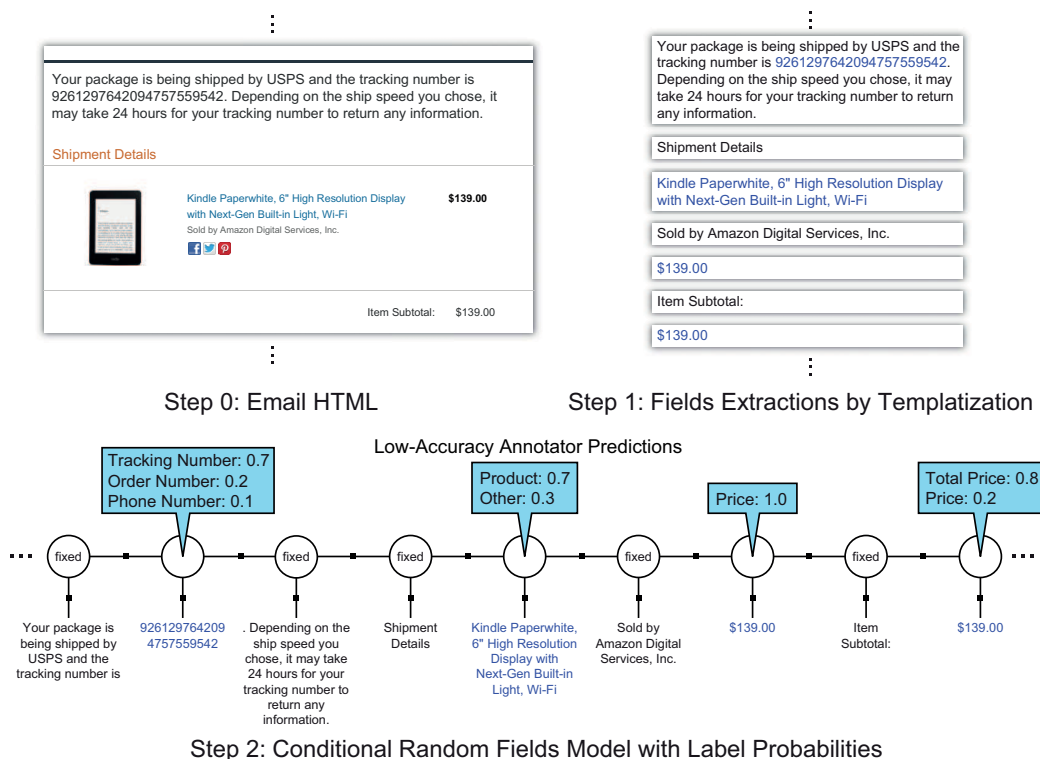 Your package is being shipped by USPS and the tracking number is
9261297642094757559542. Depending on the ship speed you chose, it
may take 24 hours for your tracking number to return any information.
Shipment Details
Kindle Paperwhite, 6" High Resolution Display
with Next-Gen Built-in Light, Wi-Fi
$139.00
Sold by Amazon Digital Services, Inc.
Item Subtotal: $139.00
Step 0: Email HTML
Your package is being shipped by USPS and the
tracking number is 9261297642094757559542.
Depending on the ship speed you chose, it may
take 24 hours for your tracking number to return
any information.
Shipment Details
Kindle Paperwhite, 6" High Resolution Display
with Next-Gen Built-in Light, Wi-Fi
Sold by Amazon Digital Services, Inc.
$139.00
Item Subtotal:
$139.00
Step 1: Fields Extractions by Templatization
Low-Accuracy Annotator Predictions
Tracking Number: 0.7
Order Number: 0.2
Phone Number: 0.1
Product: 0.7
Other: 0.3
Price: 1.0
Total Price: 0.8
Price: 0.2
fixed
fixed
fixed
fixed
fixed
Your package is
being shipped by
USPS and the
tracking number is
926129764209
4757559542
. Depending on the
ship speed you
chose, it may take
24 hours for your
tracking number to
return any
information.
Shipment
Details
Kindle Paperwhite,
6" High Resolution
Display with
Next-Gen Built-in
Light, Wi-Fi
Sold by
Amazon Digital
Services, Inc.
$139.00
Item
Subtotal:
$139.00
Step 2: Conditional Random Fields Model with Label Probabilities